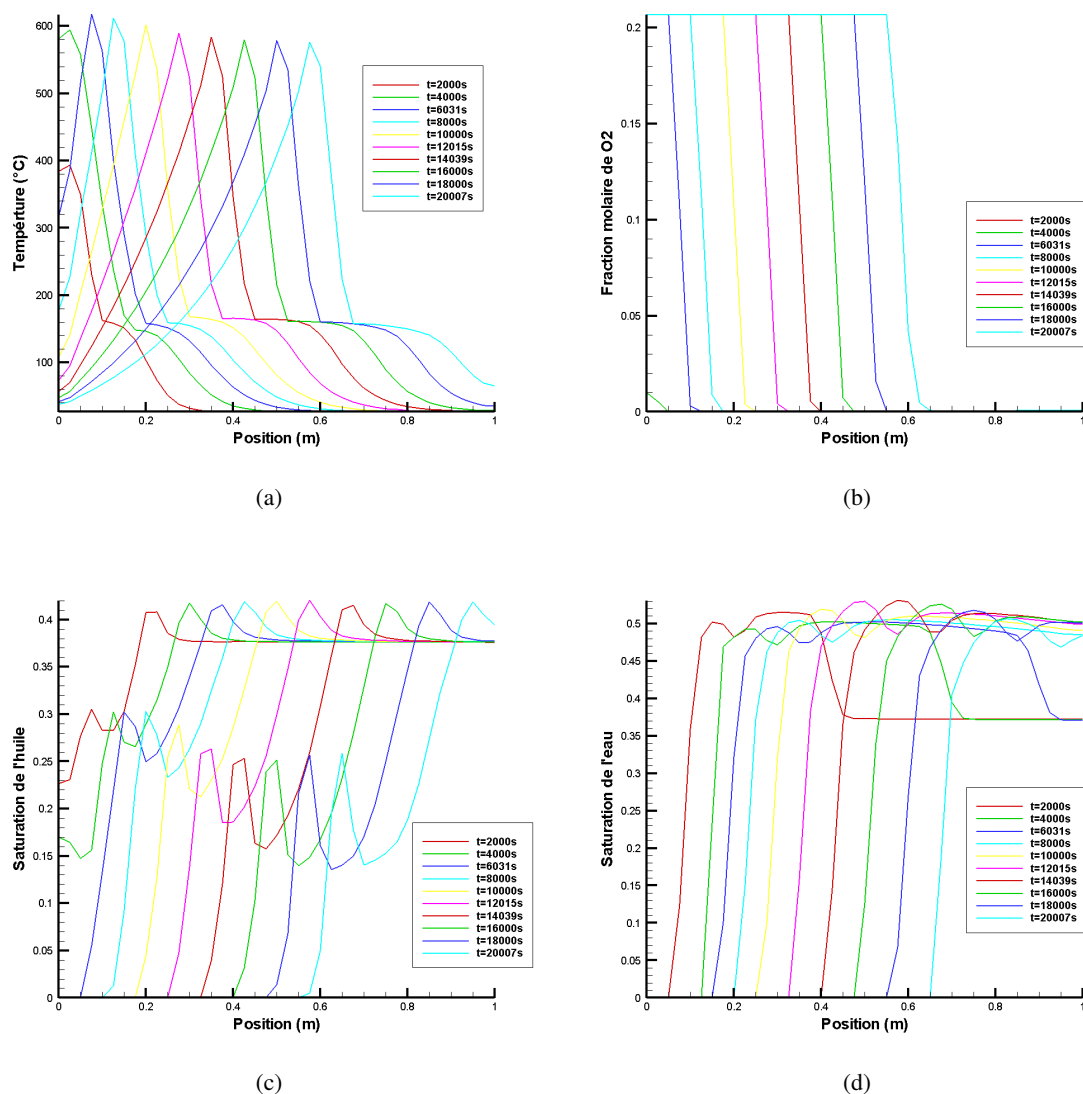 600
500
400
300
200
100
0
0.2
0.4
0.6
0.8
1
Position (m)
Tempérture (°C)
t=2000s
t=4000s
t=6031s
t=8000s
t=10000s
t=12015s
t=14039s
t=16000s
t=18000s
t=20007s
(a)
0.2
0.15
0.1
0.05
0
0
0.2
0.4
0.6
0.8
1
Position (m)
Fraction molaire de O2
t=2000s
t=4000s
t=6031s
t=8000s
t=10000s
t=12015s
t=14039s
t=16000s
t=18000s
t=20007s
(b)
0.4
0.35
0.3
0.25
0.2
0.15
0.1
0.05
0
0
0.2
0.4
0.6
0.8
1
Position (m)
Saturation de l'huile
t=2000s
t=4000s
t=6031s
t=8000s
t=10000s
t=12015s
t=14039s
t=16000s
t=18000s
t=20007s
(c)
0.5
0.45
0.4
0.35
0.3
0.25
0.2
0.15
0.1
0.05
0
0
0.2
0.4
0.6
0.8
1
Position (m)
Saturation de l'eau
t=2000s
t=4000s
t=6031s
t=8000s
t=10000s
t=12015s
t=14039s
t=16000s
t=18000s
t=20007s
(d)